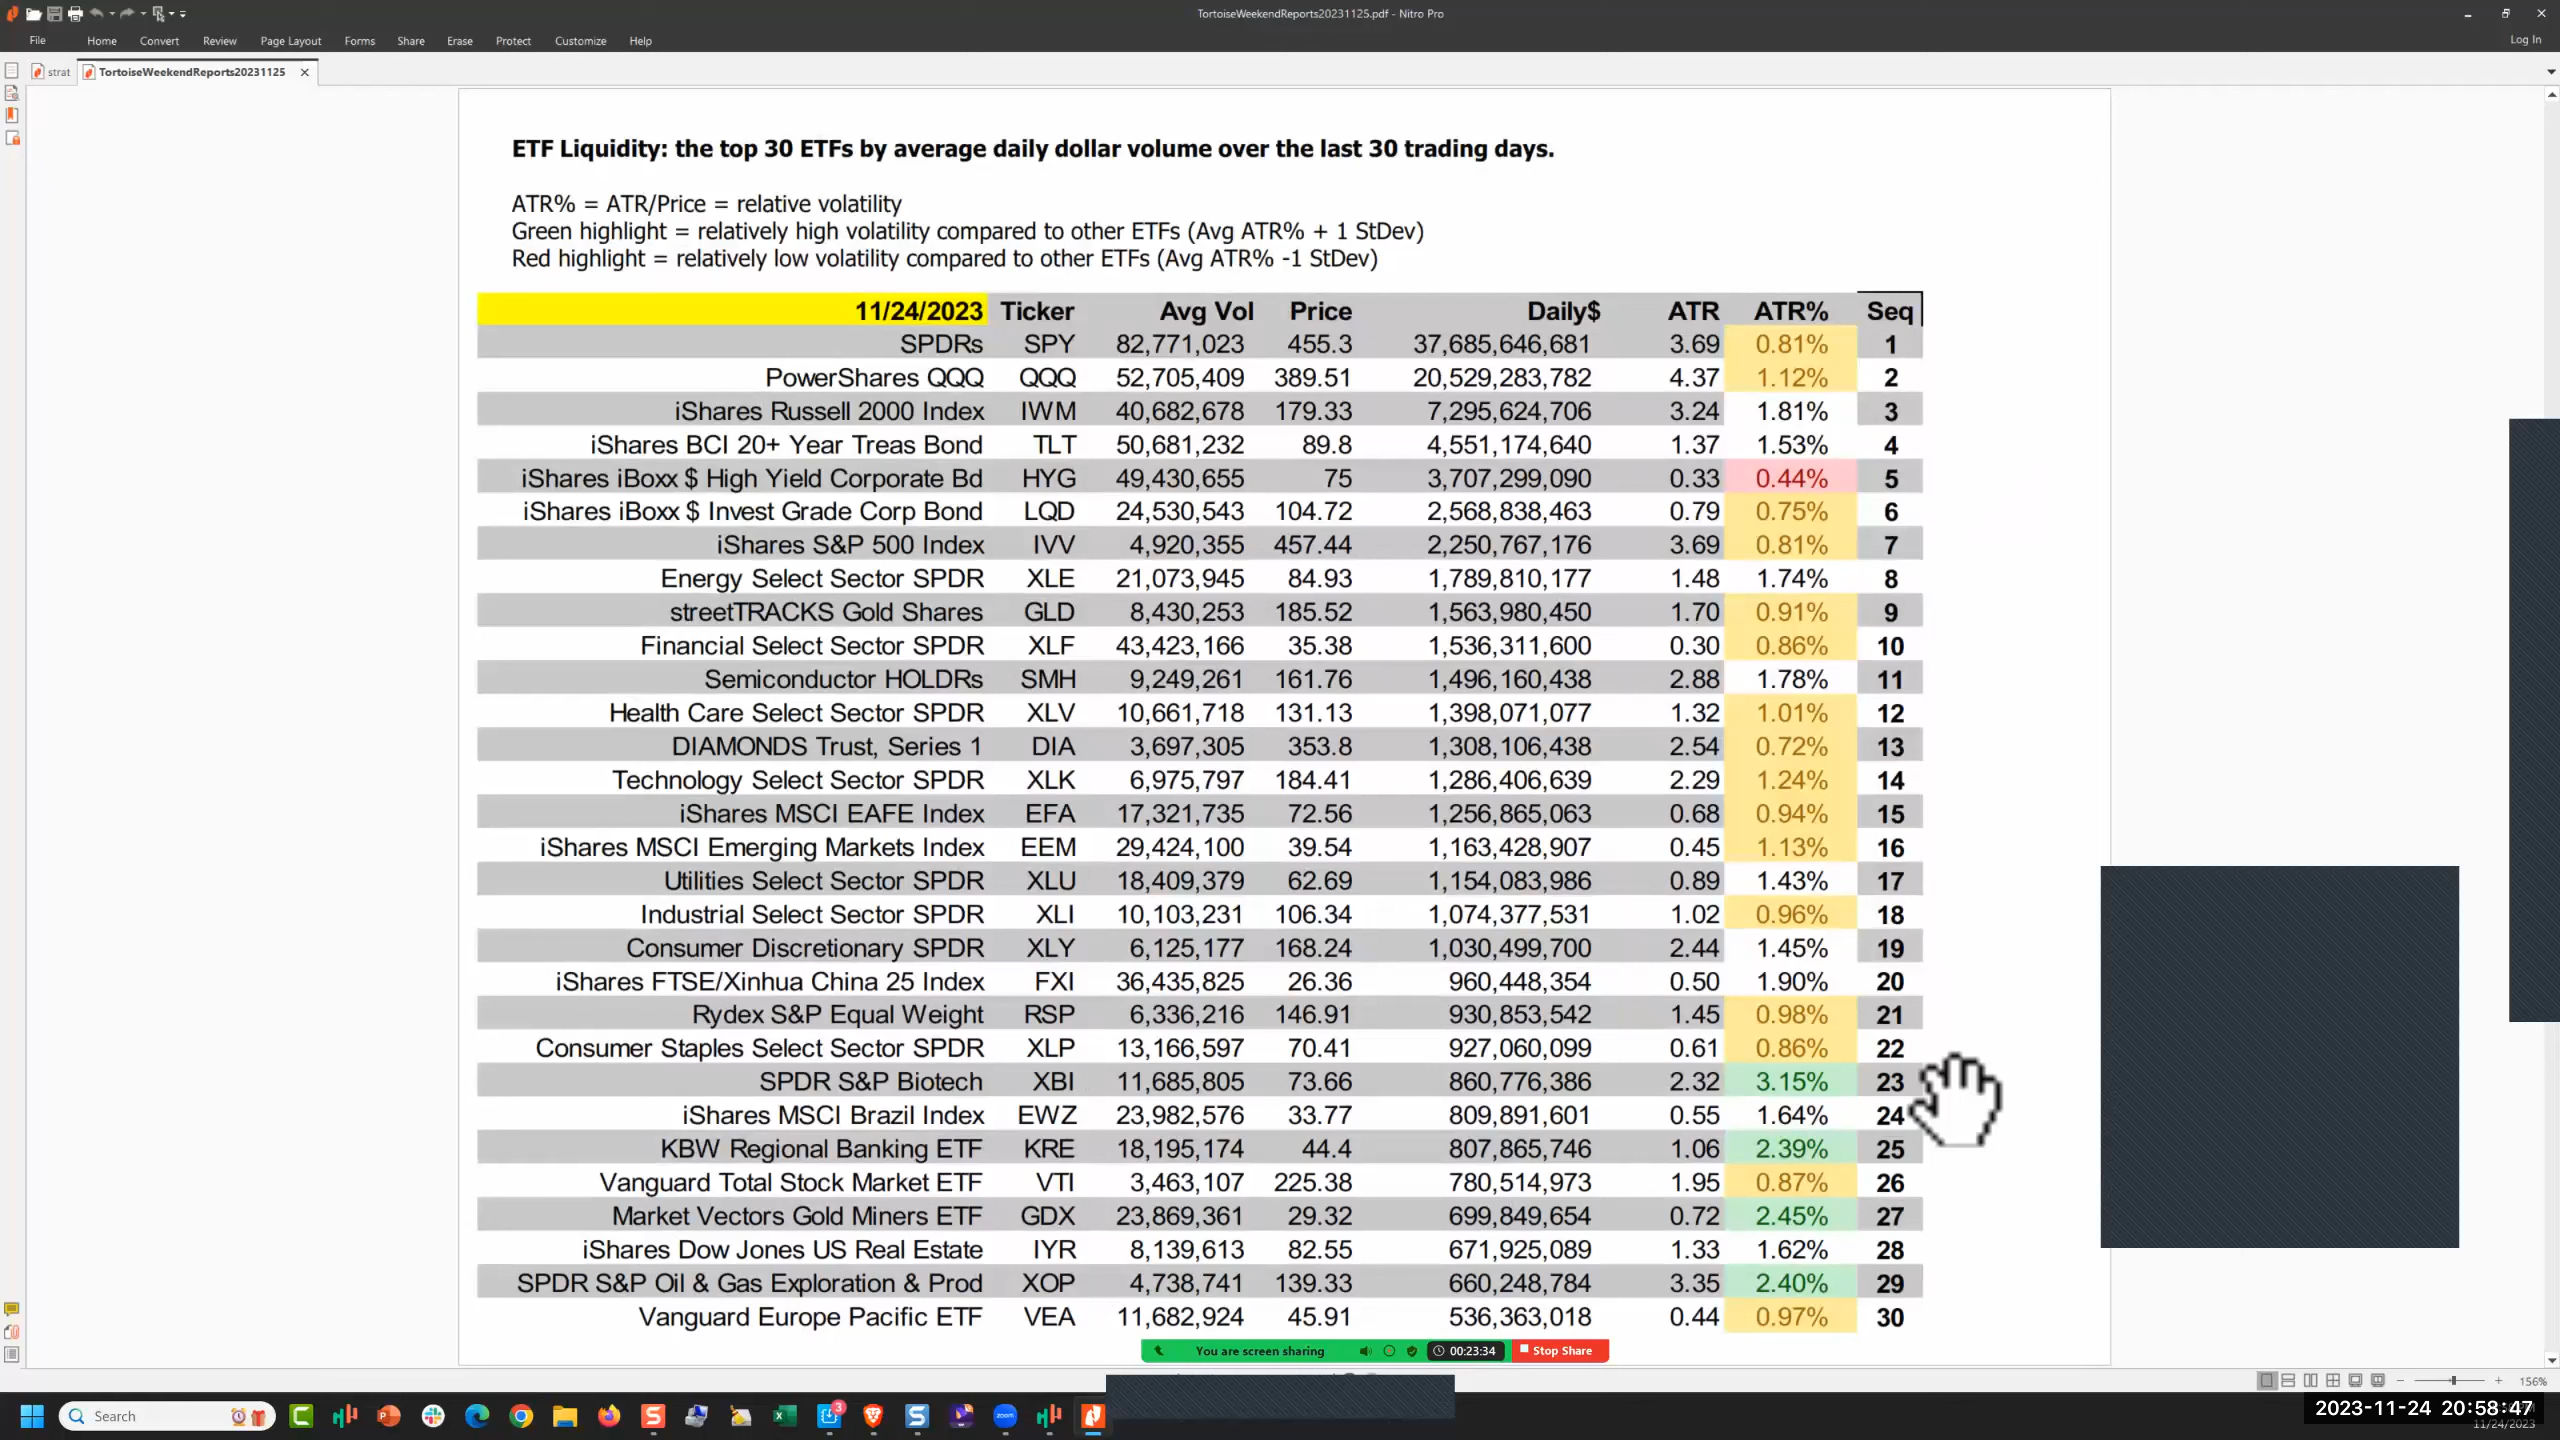 TortoiseWeekendReports20231125.pdf - Nitro Pro
File Home Convert Review Page Layout Forms Share Erase Protect Customize Help Log In
strat TortoiseWeekendReports20231125
ETF Liquidity: the top 30 ETFs by average daily dollar volume over the last 30 trading days.
ATR% = ATR/Price = relative volatility
Green highlight = relatively high volatility compared to other ETFs (Avg ATR% + 1 StDev)
Red highlight = relatively low volatility compared to other ETFs (Avg ATR% -1 StDev)
11/24/2023 Ticker Avg Vol Price Daily$ ATR ATR% Seq
SPDRs SPY 82,771,023 455.3 37,685,646,681 3.69 0.81% 1
PowerShares QQQ QQQ 52,705,409 389.51 20,529,283,782 4.37 1.12% 2
iShares Russell 2000 Index IWM 40,682,678 179.33 7,295,624,706 3.24 1.81% 3
iShares BCI 20+ Year Treas Bond TLT 50,681,232 89.8 4,551,174,640 1.37 1.53% 4
iShares iBoxx $ High Yield Corporate Bd HYG 49,430,655 75 3,707,299,090 0.33 0.44% 5
iShares iBoxx $ Invest Grade Corp Bond LQD 24,530,543 104.72 2,568,838,463 0.79 0.75% 6
iShares S&P 500 Index IVV 4,920,355 457.44 2,250,767,176 3.69 0.81% 7
Energy Select Sector SPDR XLE 21,073,945 84.93 1,789,810,177 1.48 1.74% 8
streetTRACKS Gold Shares GLD 8,430,253 185.52 1,563,980,450 1.70 0.91% 9
Financial Select Sector SPDR XLF 43,423,166 35.38 1,536,311,600 0.30 0.86% 10
Semiconductor HOLDRs SMH 9,249,261 161.76 1,496,160,438 2.88 1.78% 11
Health Care Select Sector SPDR XLV 10,661,718 131.13 1,398,071,077 1.32 1.01% 12
DIAMONDS Trust, Series 1 DIA 3,697,305 353.8 1,308,106,438 2.54 0.72% 13
Technology Select Sector SPDR XLK 6,975,797 184.41 1,286,406,639 2.29 1.24% 14
iShares MSCI EAFE Index EFA 17,321,735 72.56 1,256,865,063 0.68 0.94% 15
iShares MSCI Emerging Markets Index EEM 29,424,100 39.54 1,163,428,907 0.45 1.13% 16
Utilities Select Sector SPDR XLU 18,409,379 62.69 1,154,083,986 0.89 1.43% 17
Industrial Select Sector SPDR XLI 10,103,231 106.34 1,074,377,531 1.02 0.96% 18
Consumer Discretionary SPDR XLY 6,125,177 168.24 1,030,499,700 2.44 1.45% 19
iShares FTSE/Xinhua China 25 Index FXI 36,435,825 26.36 960,448,354 0.50 1.90% 20
Rydex S&P Equal Weight RSP 6,336,216 146.91 930,853,542 1.45 0.98% 21
Consumer Staples Select Sector SPDR XLP 13,166,597 70.41 927,060,099 0.61 0.86% 22
SPDR S&P Biotech XBI 11,685,805 73.66 860,776,386 2.32 3.15% 23
iShares MSCI Brazil Index EWZ 23,982,576 33.77 809,891,601 0.55 1.64% 24
KBW Regional Banking ETF KRE 18,195,174 44.4 807,865,746 1.06 2.39% 25
Vanguard Total Stock Market ETF VTI 3,463,107 225.38 780,514,973 1.95 0.87% 26
Market Vectors Gold Miners ETF GDX 23,869,361 29.32 699,849,654 0.72 2.45% 27
iShares Dow Jones US Real Estate IYR 8,139,613 82.55 671,925,089 1.33 1.62% 28
SPDR S&P Oil & Gas Exploration & Prod XOP 4,738,741 139.33 660,248,784 3.35 2.40% 29
Vanguard Europe Pacific ETF VEA 11,682,924 45.91 536,363,018 0.44 0.97% 30
You are screen sharing 00:23:34 Stop Share
156%
Search zoom 3
2023-11-24 20:58:47
11/24/2023